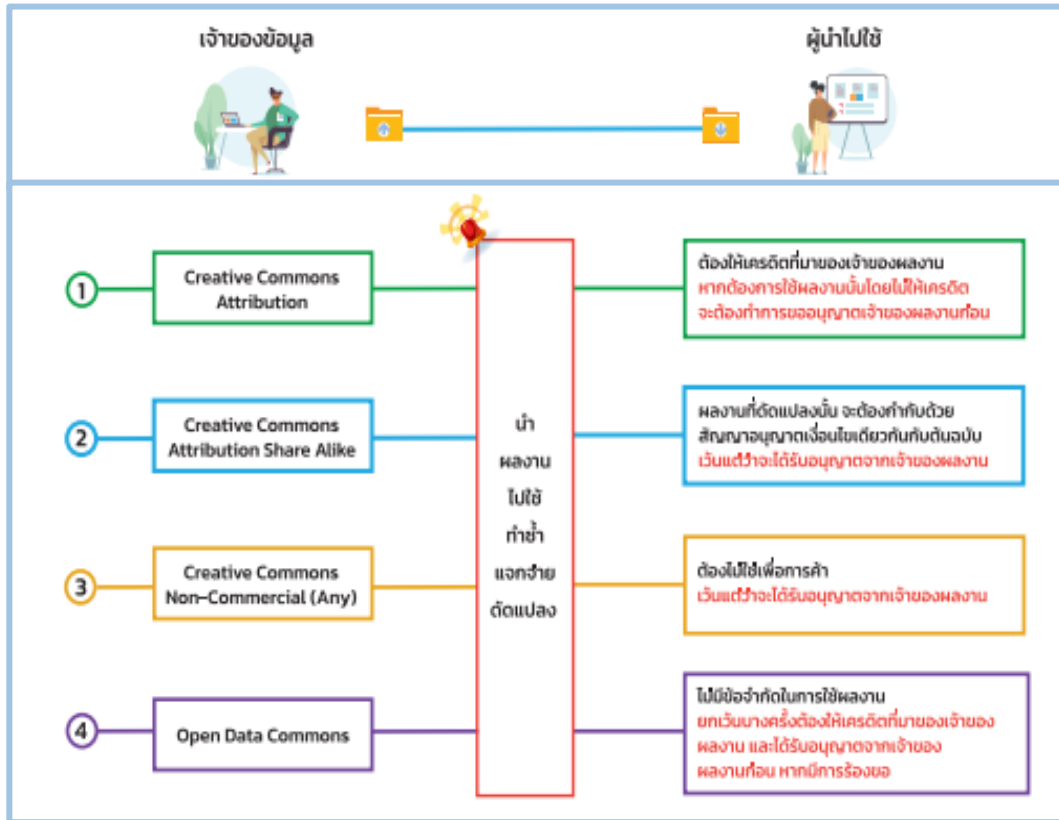 เจ้าของข้อมูล
ผู้นำไปใช้
1
Creative Commons
Attribution
ต้องให้เครดิตที่มาของเจ้าของผลงาน
หากต้องการใช้ผลงานนั้นโดยไม่ให้เครดิต
จะต้องทำการขออนุญาตเจ้าของผลงานก่อน
2
Creative Commons
Attribution Share Alike
ผลงานที่ดัดแปลงนั้น จะต้องกำกับด้วย
สัญญาอนุญาตเงื่อนไขเดียวกันกับต้นฉบับ
เว้นแต่ว่าจะได้รับอนุญาตจากเจ้าของผลงาน
นำ
ผลงาน
ไปใช้
ทำซ้ำ
แจกจ่าย
ดัดแปลง
3
Creative Commons
Non-Commercial (Any)
ต้องไม่ใช้เพื่อการค้า
เว้นแต่ว่าจะได้รับอนุญาตจากเจ้าของผลงาน
4
Open Data Commons
ไม่มีข้อจำกัดในการใช้ผลงาน
ยกเว้นบางครั้งต้องให้เครดิตที่มาของเจ้าของ
ผลงาน และได้รับอนุญาตจากเจ้าของ
ผลงานก่อน หากมีการร้องขอ